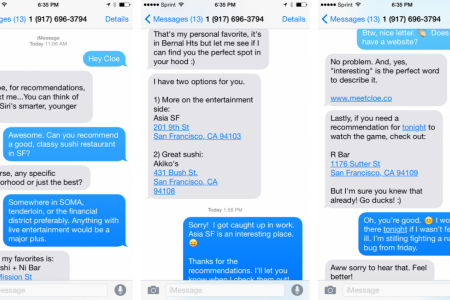 6:35 PM
Messages (13) 1 (917) 696-3794 Details
iMessage
Today 11:06 AM
Hey Cloe
for recommendations,
me...You can think of
Siri's smarter, younger
Awesome. Can you recommend
a good, classy sushi restaurant
in SF?
any specific
or just the best?
Somewhere in SOMA,
tenderloin, or the financial
district preferably. Anything with
live entertainment would be a
major plus.
my favorites is:
+ Ni Bar
Mission St
iMessage
Sprint 6:35 PM
Messages (13) 1 (917) 696-3794 Details
That's my personal favorite, it's
in Bernal Hts but let me see if I
can find you the perfect spot in
your hood :)
I have two options for you.
1) More on the entertainment
side:
Asia SF
201 9th St
San Francisco, CA 94103
2) Great sushi:
Akiko's
431 Bush St,
San Francisco, CA
94108
Today 1:58 PM
Sorry! I got caught up in work.
Asia SF is an interesting place.
😄
Thanks for the
recommendations. I'll let you
know when I check them out!
iMessage
Sprint 6:35 PM
Messages (13) 1 (917) 696-3794
Btw, nice letter 👏 Does
have a website?
No problem. And, yes,
"interesting" is the perfect word
to describe it.
www.meetcloe.co
Lastly, if you need a
recommendation for tonight to
watch the game, check out:
R Bar
1176 Sutter St
San Francisco, CA 94109
But I'm sure you knew that
already! Go ducks! :)
Oh, you're good. 😄 I wo
there tonight if I wasn't fe
ill. I'm still fighting a na
bug from friday.
Aww sorry to hear that. Feel
better!
iMessage